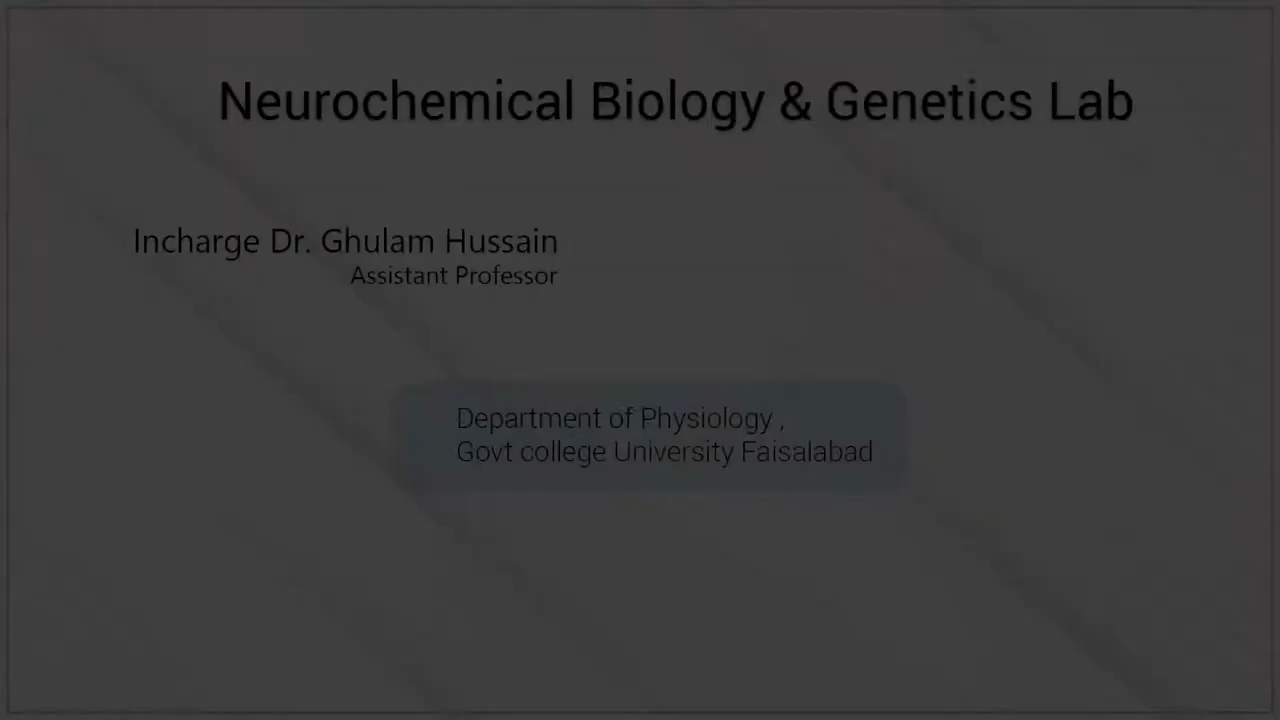 Neurochemical Biology & Genetics Lab
Incharge Dr. Ghulam Hussain
Assistant Professor
Department of Physiology ,
Govt college University Faisalabad